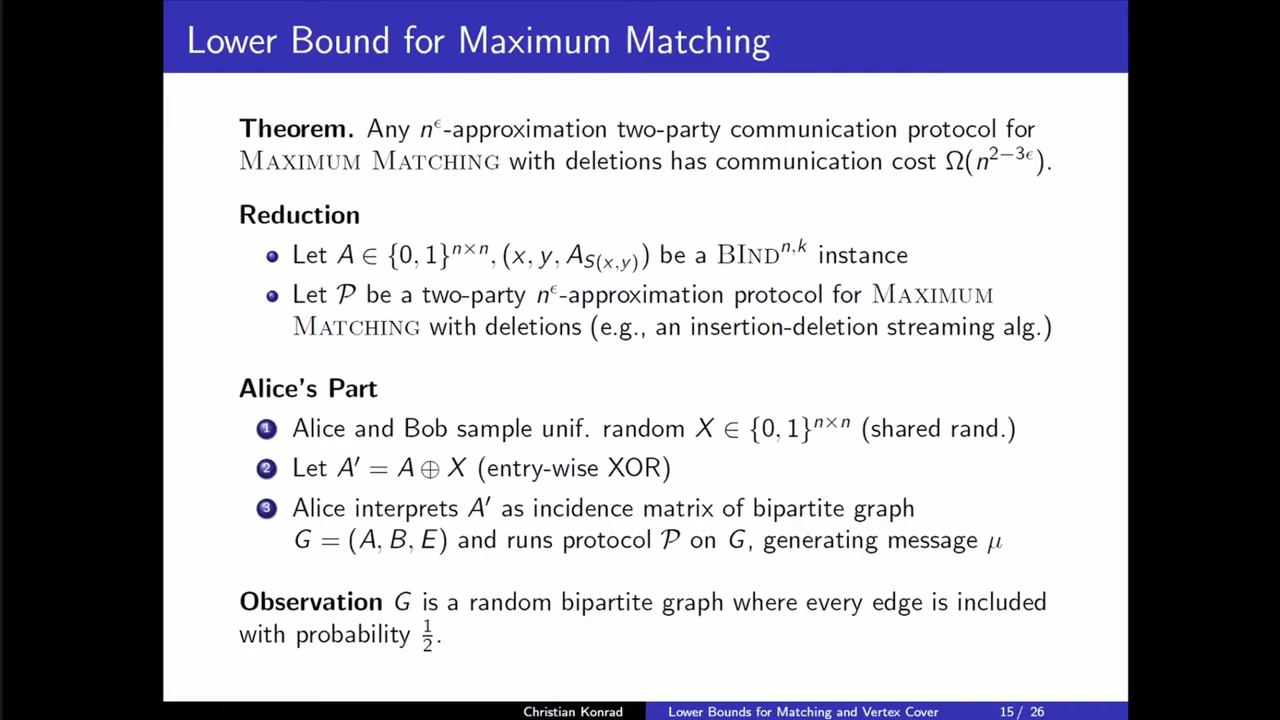 Lower Bound for Maximum Matching
Theorem. Any n^ϵ-approximation two-party communication protocol for
MAXIMUM MATCHING with deletions has communication cost Ω(n^{2−3ϵ}).
Reduction
• Let A ∈ {0, 1}^{n×n}, (x, y, A_{S(x,y)}) be a BIND^{n,k} instance
• Let 𝒫 be a two-party n^ϵ-approximation protocol for MAXIMUM
MATCHING with deletions (e.g., an insertion-deletion streaming alg.)
Alice's Part
1 Alice and Bob sample unif. random X ∈ {0, 1}^{n×n} (shared rand.)
2 Let A′ = A ⊕ X (entry-wise XOR)
3 Alice interprets A′ as incidence matrix of bipartite graph
G = (A, B, E) and runs protocol 𝒫 on G, generating message μ
Observation G is a random bipartite graph where every edge is included
with probability 1/2.
Christian Konrad Lower Bounds for Matching and Vertex Cover 15 / 26